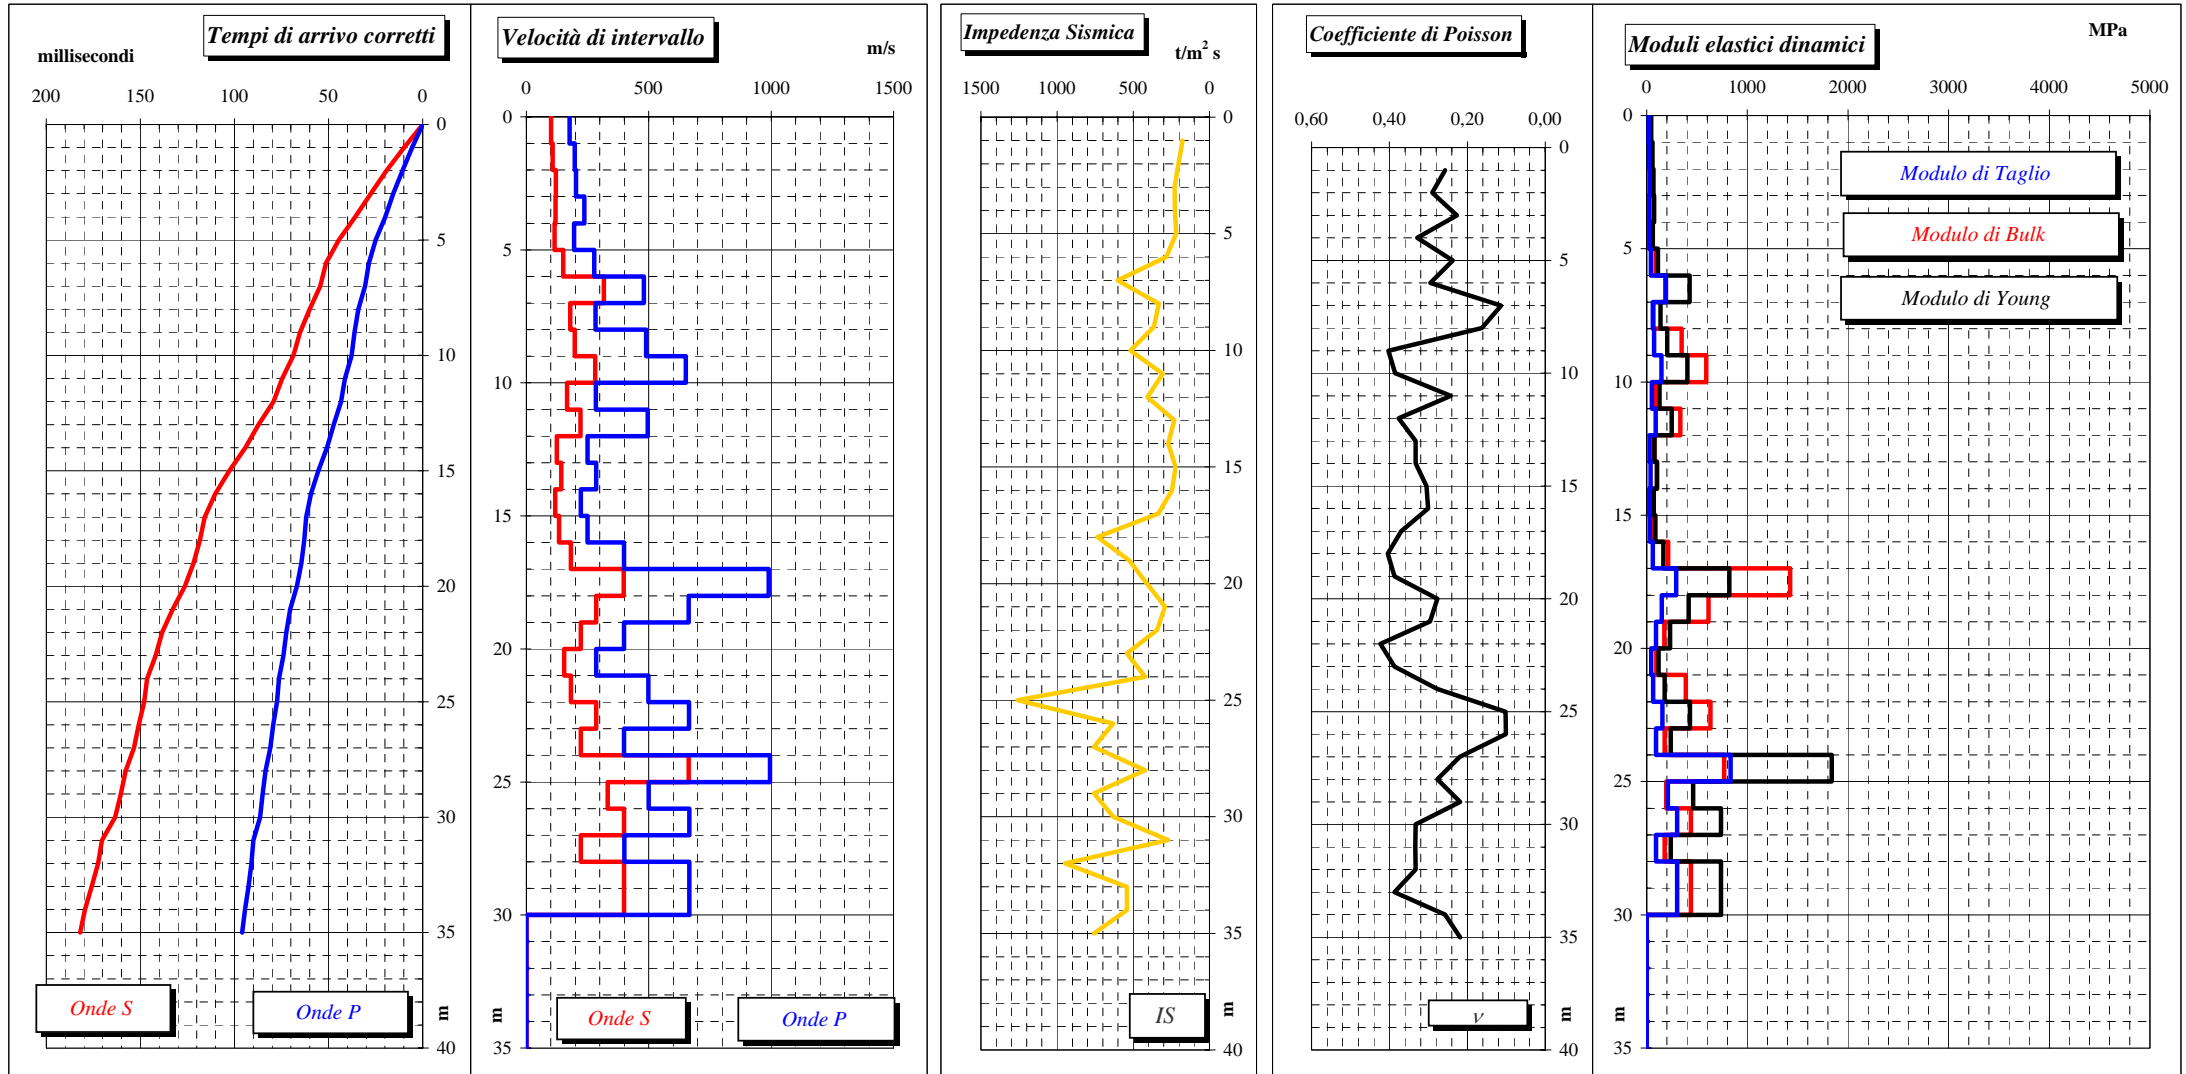 Tempi di arrivo corretti
millisecondi
200 150 100 50 0
0
5
10
15
20
25
30
35
40
m
Onde S
Onde P
Velocità di intervallo
m/s
0 500 1000 1500
0
5
10
15
20
25
30
35
m
Onde S
Onde P
Impedenza Sismica
t/m² s
1500 1000 500 0
0
5
10
15
20
25
30
35
40
m
IS
Coefficiente di Poisson
0,60 0,40 0,20 0,00
0
5
10
15
20
25
30
35
40
m
ν
Moduli elastici dinamici
MPa
0 1000 2000 3000 4000 5000
0
5
10
15
20
25
30
35
m
Modulo di Taglio
Modulo di Bulk
Modulo di Young